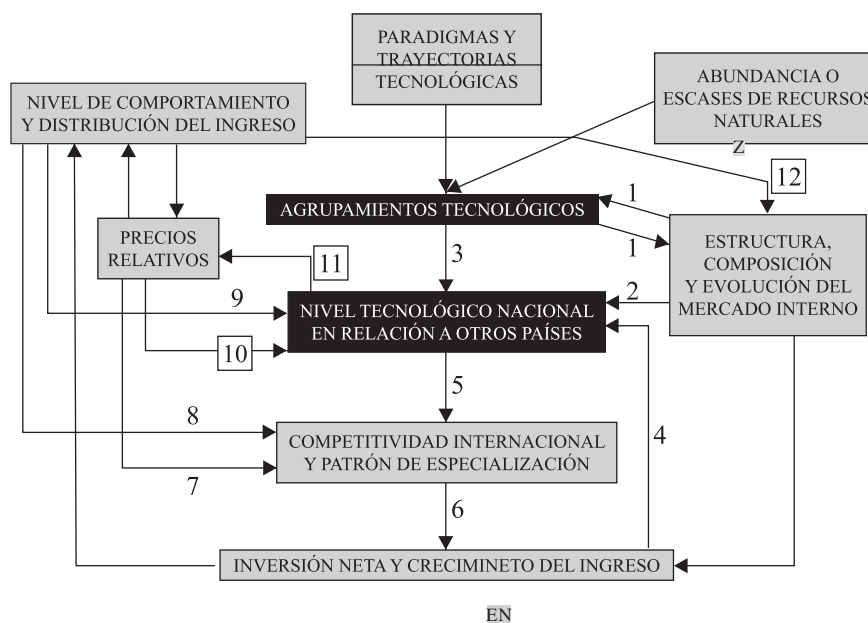 PARADIGMAS Y
TRAYECTORIAS
TECNOLÓGICAS
ABUNDANCIA O
ESCASES DE RECURSOS
NATURALES
Z
NIVEL DE COMPORTAMIENTO
Y DISTRIBUCIÓN DEL INGRESO
12
1
AGRUPAMIENTOS TECNOLÓGICOS
1
PRECIOS
RELATIVOS
ESTRUCTURA,
COMPOSICIÓN
Y EVOLUCIÓN DEL
MERCADO INTERNO
3
11
2
9
NIVEL TECNOLÓGICO NACIONAL
EN RELACIÓN A OTROS PAÍSES
10
5
8
4
COMPETITIVIDAD INTERNACIONAL
Y PATRÓN DE ESPECIALIZACIÓN
7
6
INVERSIÓN NETA Y CRECIMINETO DEL INGRESO
EN